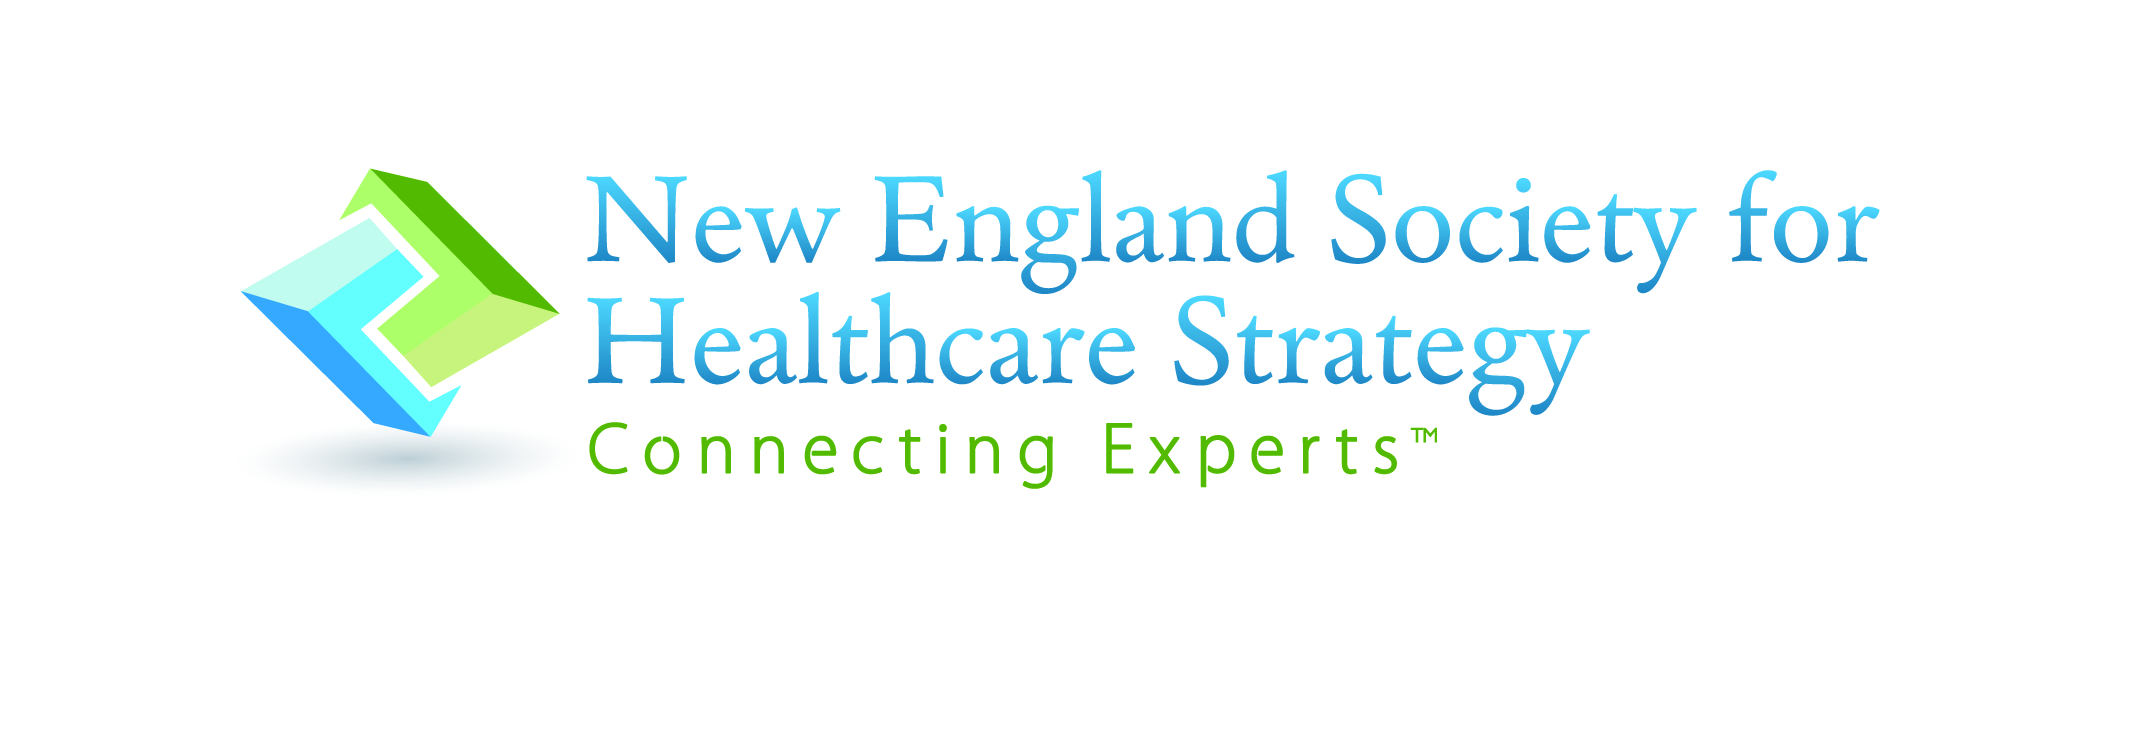 New England Society for
Healthcare Strategy
Connecting Experts™